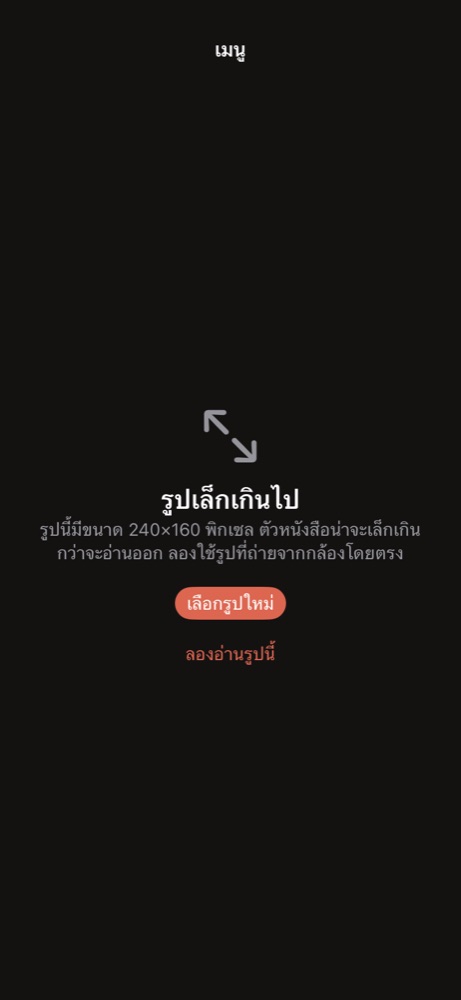 เมนู
รูปเล็กเกินไป
รูปนี้มีขนาด 240×160 พิกเซล ตัวหนังสือน่าจะเล็กเกิน
กว่าจะอ่านออก ลองใช้รูปที่ถ่ายจากกล้องโดยตรง
เลือกรูปใหม่
ลองอ่านรูปนี้